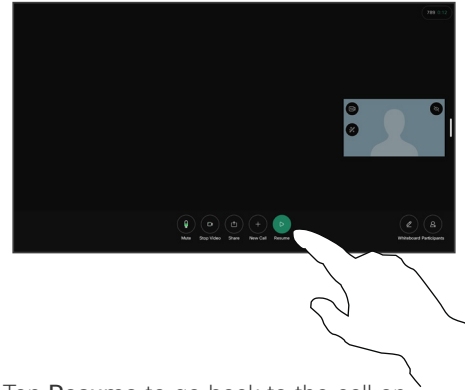 Mute Stop Video Share New Call Resume Whiteboard Participants
Tap Resume to go back to the call on